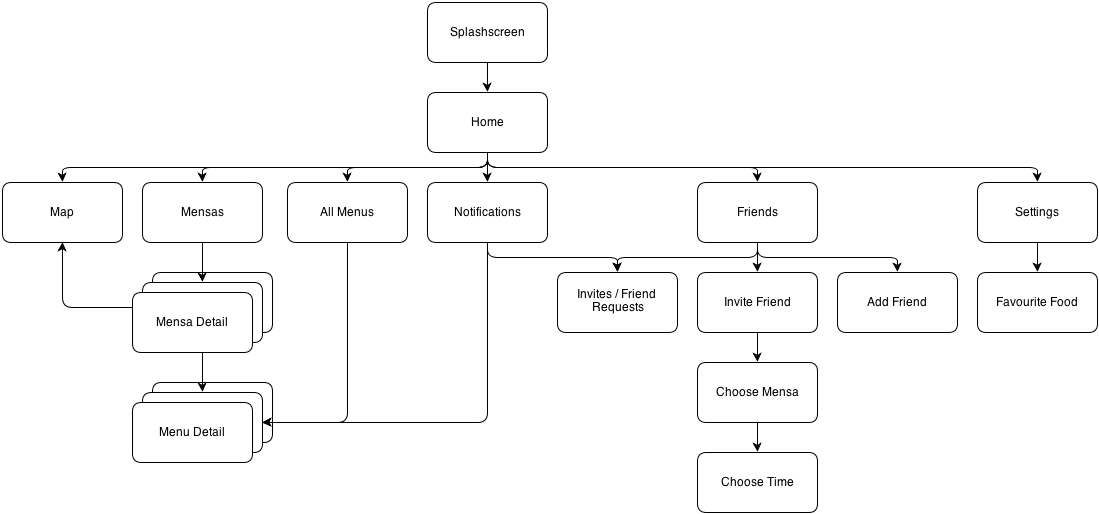 Splashscreen
Home
Map
Mensas
All Menus
Notifications
Friends
Settings
Invites / Friend
Requests
Invite Friend
Add Friend
Favourite Food
Mensa Detail
Choose Mensa
Menu Detail
Choose Time